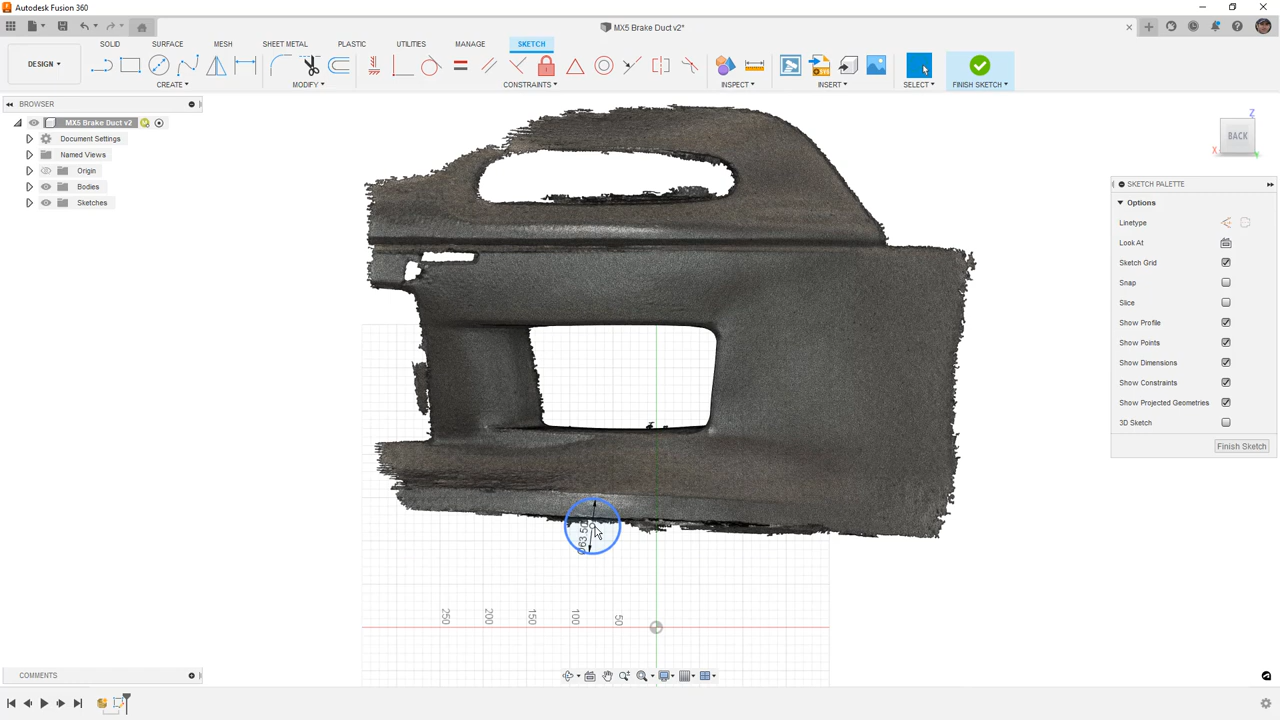 Autodesk Fusion 360
MX5 Brake Duct v2*
SOLID SURFACE MESH SHEET METAL PLASTIC UTILITIES MANAGE SKETCH
DESIGN
CREATE MODIFY CONSTRAINTS INSPECT INSERT SELECT FINISH SKETCH
BROWSER
MX5 Brake Duct v2
Document Settings
Named Views
Origin
Bodies
Sketches
Z
BACK
X
SKETCH PALETTE
Options
Linetype
Look At
Sketch Grid
Snap
Slice
Show Profile
Show Points
Show Dimensions
Show Constraints
Show Projected Geometries
3D Sketch
Finish Sketch
Ø63.50
250 200 150 100 50
COMMENTS